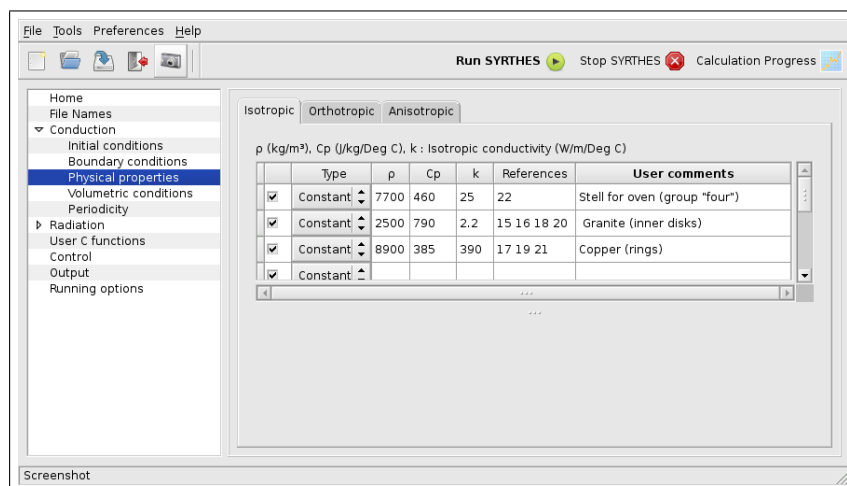 File Tools Preferences Help
Run SYRTHES Stop SYRTHES Calculation Progress
Home
File Names
Conduction
Initial conditions
Boundary conditions
Physical properties
Volumetric conditions
Periodicity
Radiation
User C functions
Control
Output
Running options
Isotropic Orthotropic Anisotropic
ρ (kg/m³), Cp (J/kg/Deg C), k : Isotropic conductivity (W/m/Deg C)
Type ρ Cp k References User comments
Constant 7700 460 25 22 Stell for oven (group "four")
Constant 2500 790 2.2 15 16 18 20 Granite (inner disks)
Constant 8900 385 390 17 19 21 Copper (rings)
Constant
Screenshot